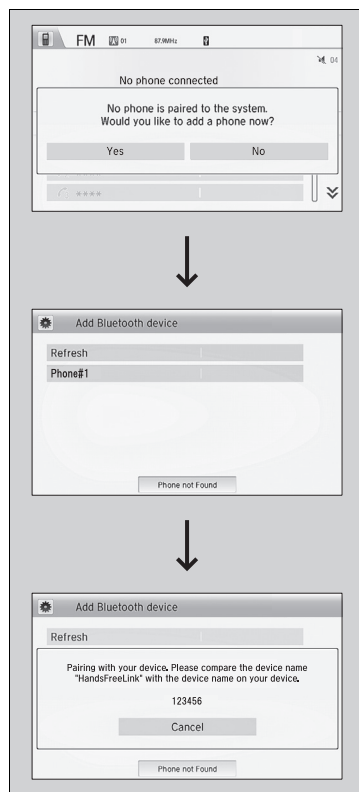 FM 01 87.9MHz
04
No phone connected
No phone is paired to the system.
Would you like to add a phone now?
Yes No
****
Add Bluetooth device
Refresh
Phone#1
Phone not Found
Add Bluetooth device
Refresh
Pairing with your device. Please compare the device name
"HandsFreeLink" with the device name on your device.
123456
Cancel
Phone not Found